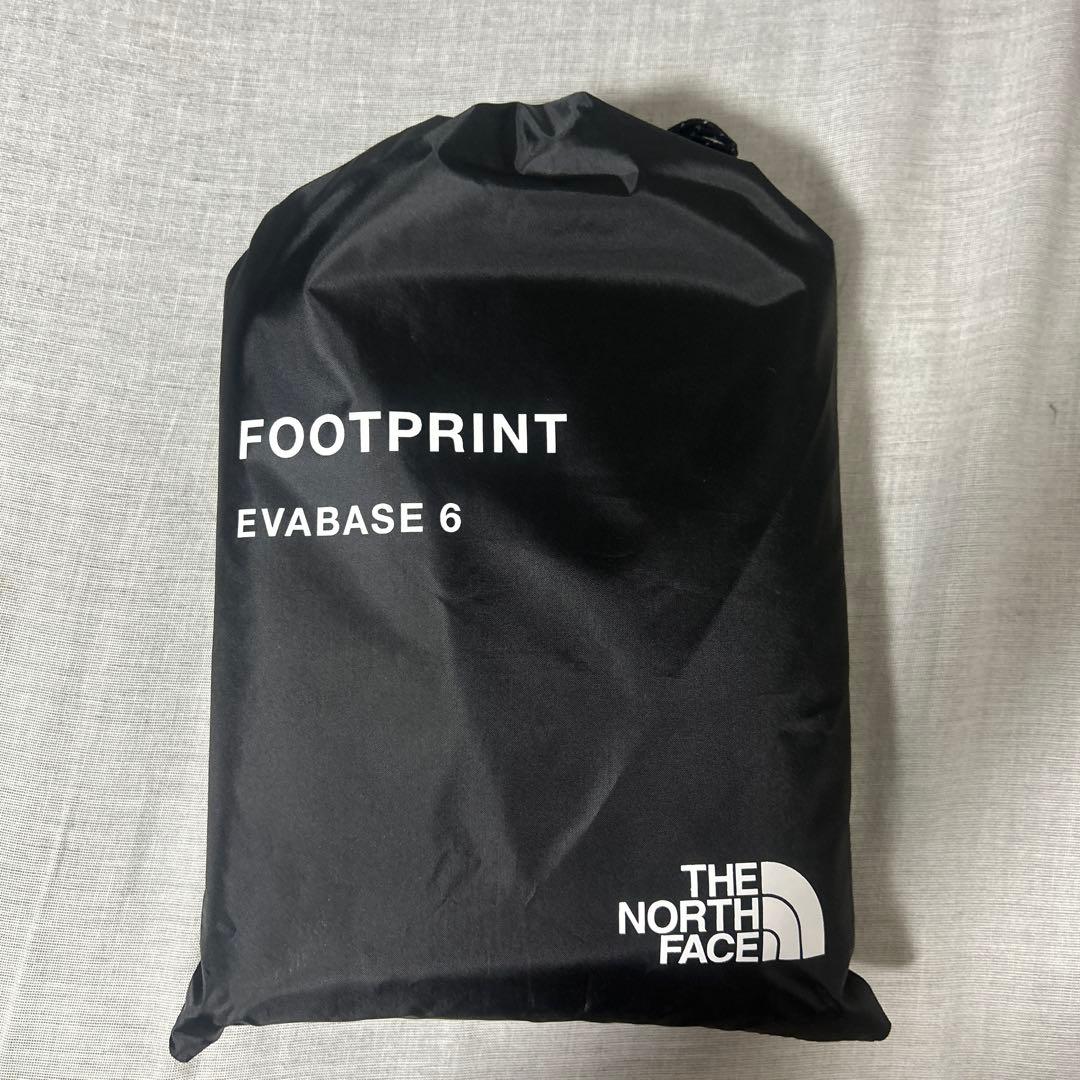 FOOTPRINT
EVABASE 6
THE
NORTH
FACE